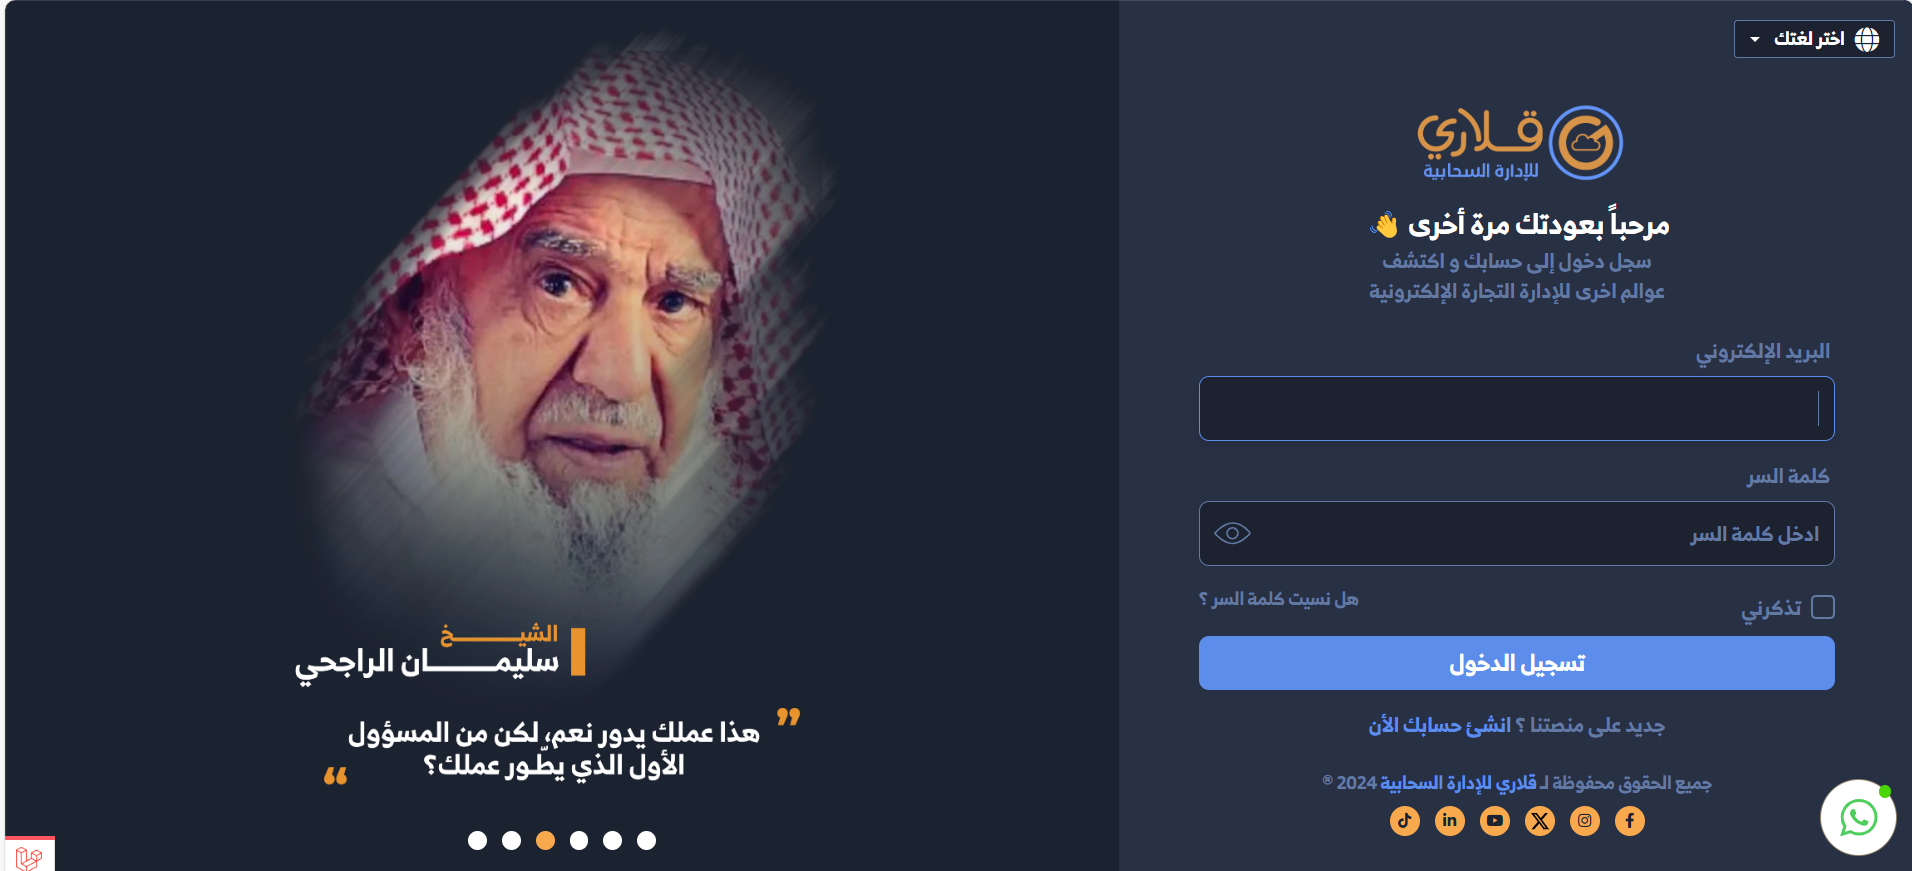 اختر لغتك
قلاري
للإدارة السحابية
مرحباً بعودتك مرة أخرى 👋
سجل دخول إلى حسابك و اكتشف
عوالم اخرى للإدارة التجارة الإلكترونية
البريد الإلكتروني
كلمة السر
ادخل كلمة السر
تذكرني
هل نسيت كلمة السر ؟
تسجيل الدخول
جديد على منصتنا ؟ انشئ حسابك الأن
جميع الحقوق محفوظة لـ قلاري للإدارة السحابية 2024 ®
الشيـــــــــخ
سليمـــــــان الراجحي
هذا عملك يدور نعم، لكن من المسؤول
الأول الذي يطّور عملك؟